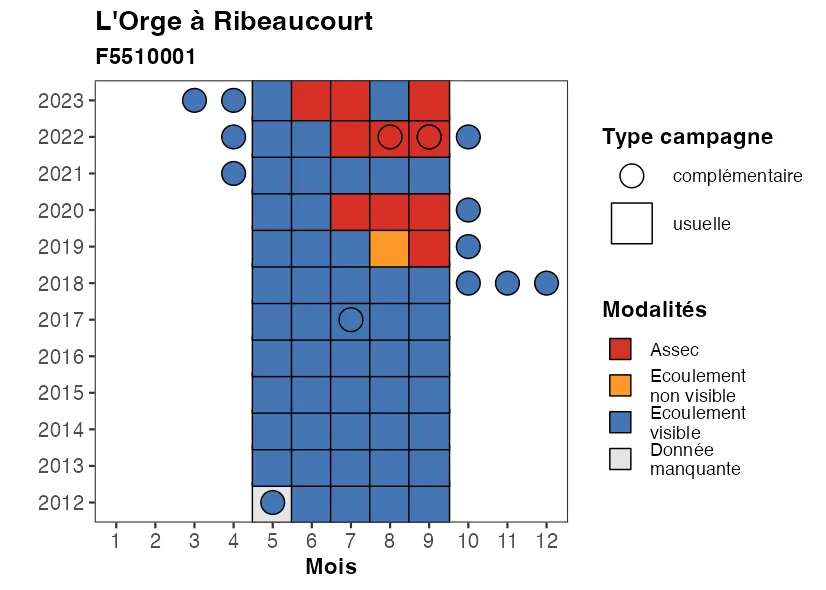 L'Orge à Ribeaucourt
F5510001
2023
2022
2021
2020
2019
2018
2017
2016
2015
2014
2013
2012
1 2 3 4 5 6 7 8 9 10 11 12
Mois
Type campagne
complémentaire
usuelle
Modalités
Assec
Ecoulement
non visible
Ecoulement
visible
Donnée
manquante